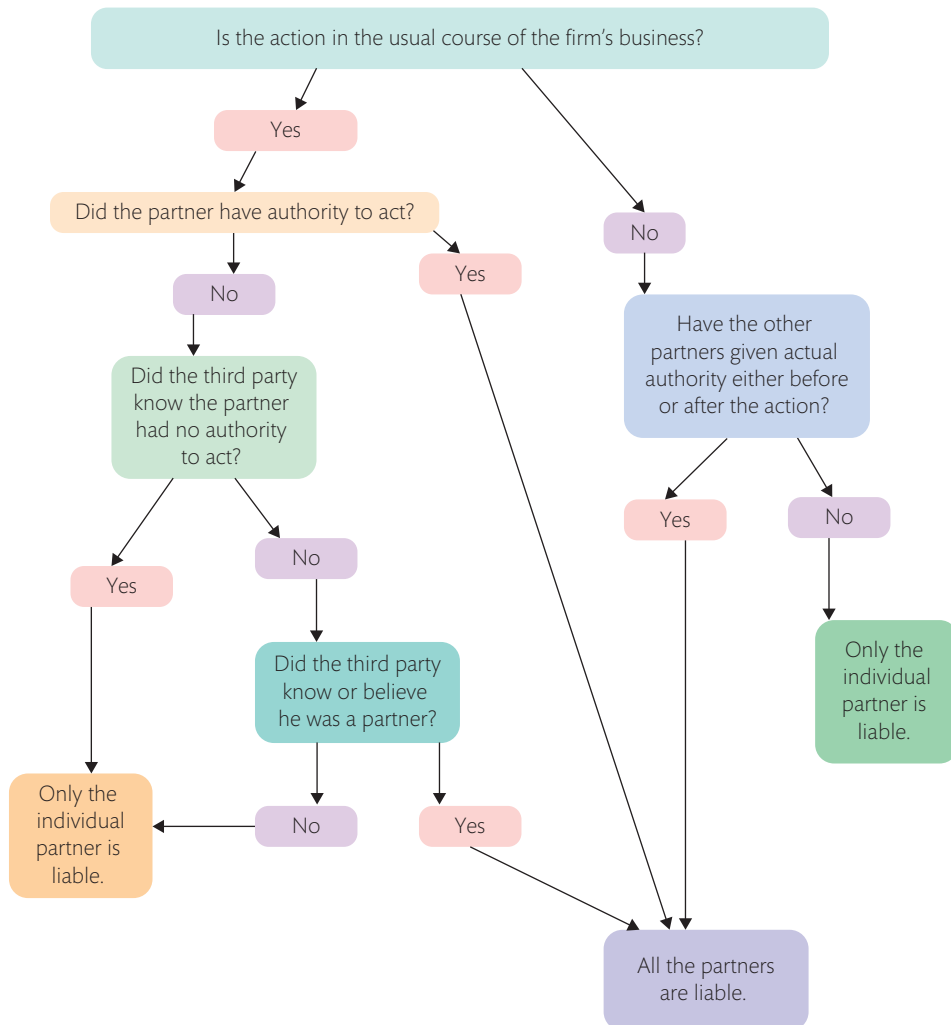 Is the action in the usual course of the firm's business?
Yes
Did the partner have authority to act?
No
Yes
No
Have the other
partners given actual
authority either before
or after the action?
Did the third party
know the partner
had no authority
to act?
Yes
No
Yes
No
Did the third party
know or believe
he was a partner?
Only the
individual
partner is
liable.
Only the
individual
partner is
liable.
No
Yes
All the partners
are liable.